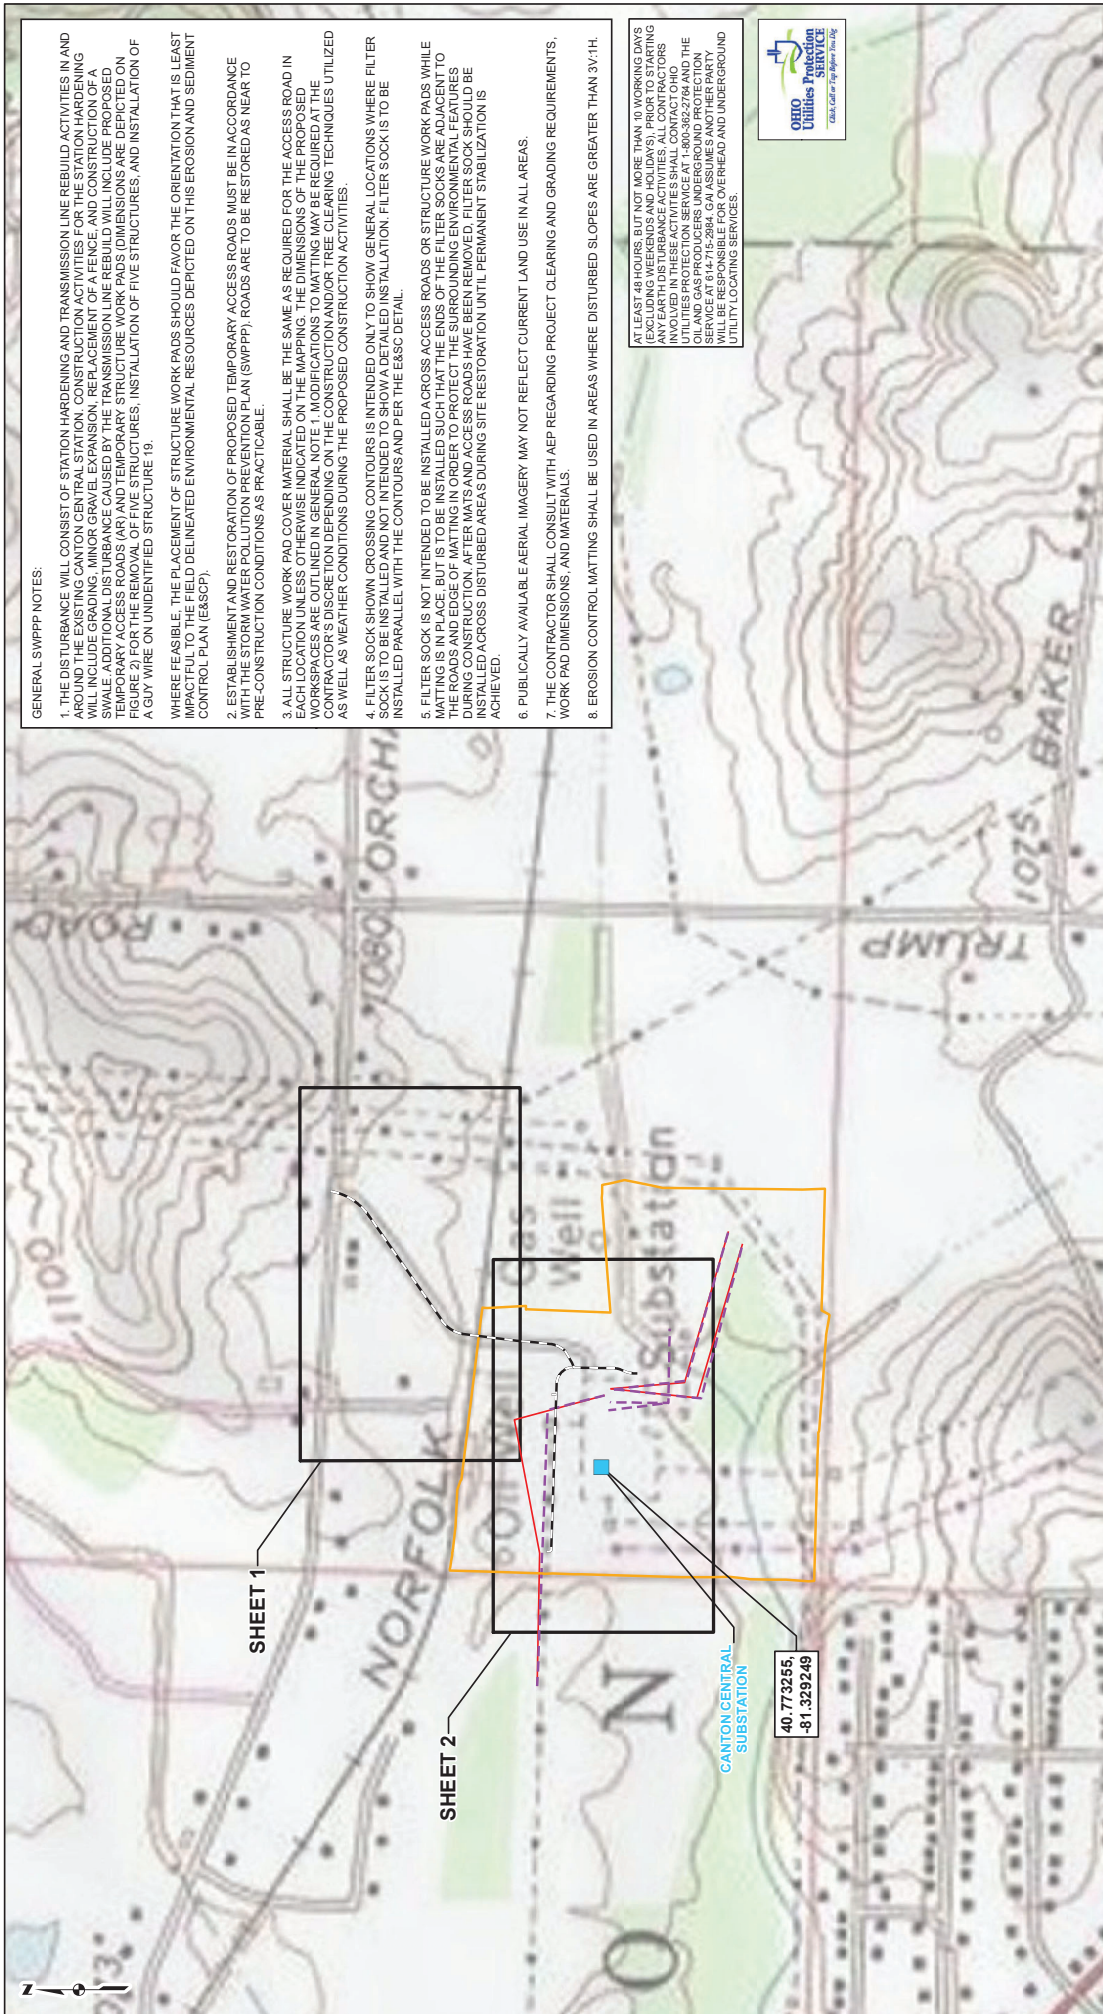 GENERAL SWPPP NOTES:
1. THE DISTURBANCE WILL CONSIST OF STATION HARDENING AND TRANSMISSION LINE REBUILD ACTIVITIES IN AND
AROUND THE EXISTING CANTON CENTRAL STATION. CONSTRUCTION ACTIVITIES FOR THE STATION HARDENING
WILL INCLUDE GRADING, MINOR GRAVEL EXPANSION, REPLACEMENT OF A FENCE, AND CONSTRUCTION OF A
SWALE. ADDITIONAL DISTURBANCE CAUSED BY THE TRANSMISSION LINE REBUILD WILL INCLUDE PROPOSED
TEMPORARY ACCESS ROADS (AR) AND TEMPORARY STRUCTURE WORK PADS (DIMENSIONS ARE DEPICTED ON
FIGURE 2) FOR THE REMOVAL OF FIVE STRUCTURES, INSTALLATION OF FIVE STRUCTURES, AND INSTALLATION OF
A GUY WIRE ON UNIDENTIFIED STRUCTURE 19.
WHERE FEASIBLE, THE PLACEMENT OF STRUCTURE WORK PADS SHOULD FAVOR THE ORIENTATION THAT IS LEAST
IMPACTFUL TO THE FIELD DELINEATED ENVIRONMENTAL RESOURCES DEPICTED ON THIS EROSION AND SEDIMENT
CONTROL PLAN (E&SCP).
2. ESTABLISHMENT AND RESTORATION OF PROPOSED TEMPORARY ACCESS ROADS MUST BE IN ACCORDANCE
WITH THE STORM WATER POLLUTION PREVENTION PLAN (SWPPP). ROADS ARE TO BE RESTORED AS NEAR TO
PRE-CONSTRUCTION CONDITIONS AS PRACTICABLE.
3. ALL STRUCTURE WORK PAD COVER MATERIAL SHALL BE THE SAME AS REQUIRED FOR THE ACCESS ROAD IN
EACH LOCATION UNLESS OTHERWISE INDICATED ON THE MAPPING. THE DIMENSIONS OF THE PROPOSED
WORKSPACES ARE OUTLINED IN GENERAL NOTE 1. MODIFICATIONS TO MATTING MAY BE REQUIRED AT THE
CONTRACTOR'S DISCRETION DEPENDING ON THE CONSTRUCTION AND/OR TREE CLEARING TECHNIQUES UTILIZED
AS WELL AS WEATHER CONDITIONS DURING THE PROPOSED CONSTRUCTION ACTIVITIES.
4. FILTER SOCK SHOWN CROSSING CONTOURS IS INTENDED ONLY TO SHOW GENERAL LOCATIONS WHERE FILTER
SOCK IS TO BE INSTALLED AND NOT INTENDED TO SHOW A DETAILED INSTALLATION. FILTER SOCK IS TO BE
INSTALLED PARALLEL WITH THE CONTOURS AND PER THE E&SC DETAIL.
5. FILTER SOCK IS NOT INTENDED TO BE INSTALLED ACROSS ACCESS ROADS OR STRUCTURE WORK PADS WHILE
MATTING IS IN PLACE, BUT IS TO BE INSTALLED SUCH THAT THE ENDS OF THE FILTER SOCKS ARE ADJACENT TO
THE ROADS AND EDGE OF MATTING IN ORDER TO PROTECT THE SURROUNDING ENVIRONMENTAL FEATURES
DURING CONSTRUCTION. AFTER MATS AND ACCESS ROADS HAVE BEEN REMOVED, FILTER SOCK SHOULD BE
INSTALLED ACROSS DISTURBED AREAS DURING SITE RESTORATION UNTIL PERMANENT STABILIZATION IS
ACHIEVED.
6. PUBLICALLY AVAILABLE AERIAL IMAGERY MAY NOT REFLECT CURRENT LAND USE IN ALL AREAS.
7. THE CONTRACTOR SHALL CONSULT WITH AEP REGARDING PROJECT CLEARING AND GRADING REQUIREMENTS,
WORK PAD DIMENSIONS, AND MATERIALS.
8. EROSION CONTROL MATTING SHALL BE USED IN AREAS WHERE DISTURBED SLOPES ARE GREATER THAN 3V:1H.
AT LEAST 48 HOURS, BUT NOT MORE THAN 10 WORKING DAYS
(EXCLUDING WEEKENDS AND HOLIDAYS), PRIOR TO STARTING
ANY EARTH DISTURBANCE ACTIVITIES, ALL CONTRACTORS
INVOLVED IN THESE ACTIVITIES SHALL CONTACT OHIO
UTILITIES PROTECTION SERVICE AT 1-800-362-2764 AND THE
OIL AND GAS PRODUCERS UNDERGROUND PROTECTION
SERVICE AT 614-715-2984. GAI ASSUMES ANOTHER PARTY
WILL BE RESPONSIBLE FOR OVERHEAD AND UNDERGROUND
UTILITY LOCATING SERVICES.
OHIO
Utilities Protection
SERVICE
Click, Call or Tap Before You Dig
N
SHEET 1
SHEET 2
CANTON CENTRAL
SUBSTATION
40.773255,
-81.329249
ROAD
1080
ORCHA
1100
NORFOLK
Oil Well
Gas
Well
Substation
TRUMP
1075
BAKER
O
N